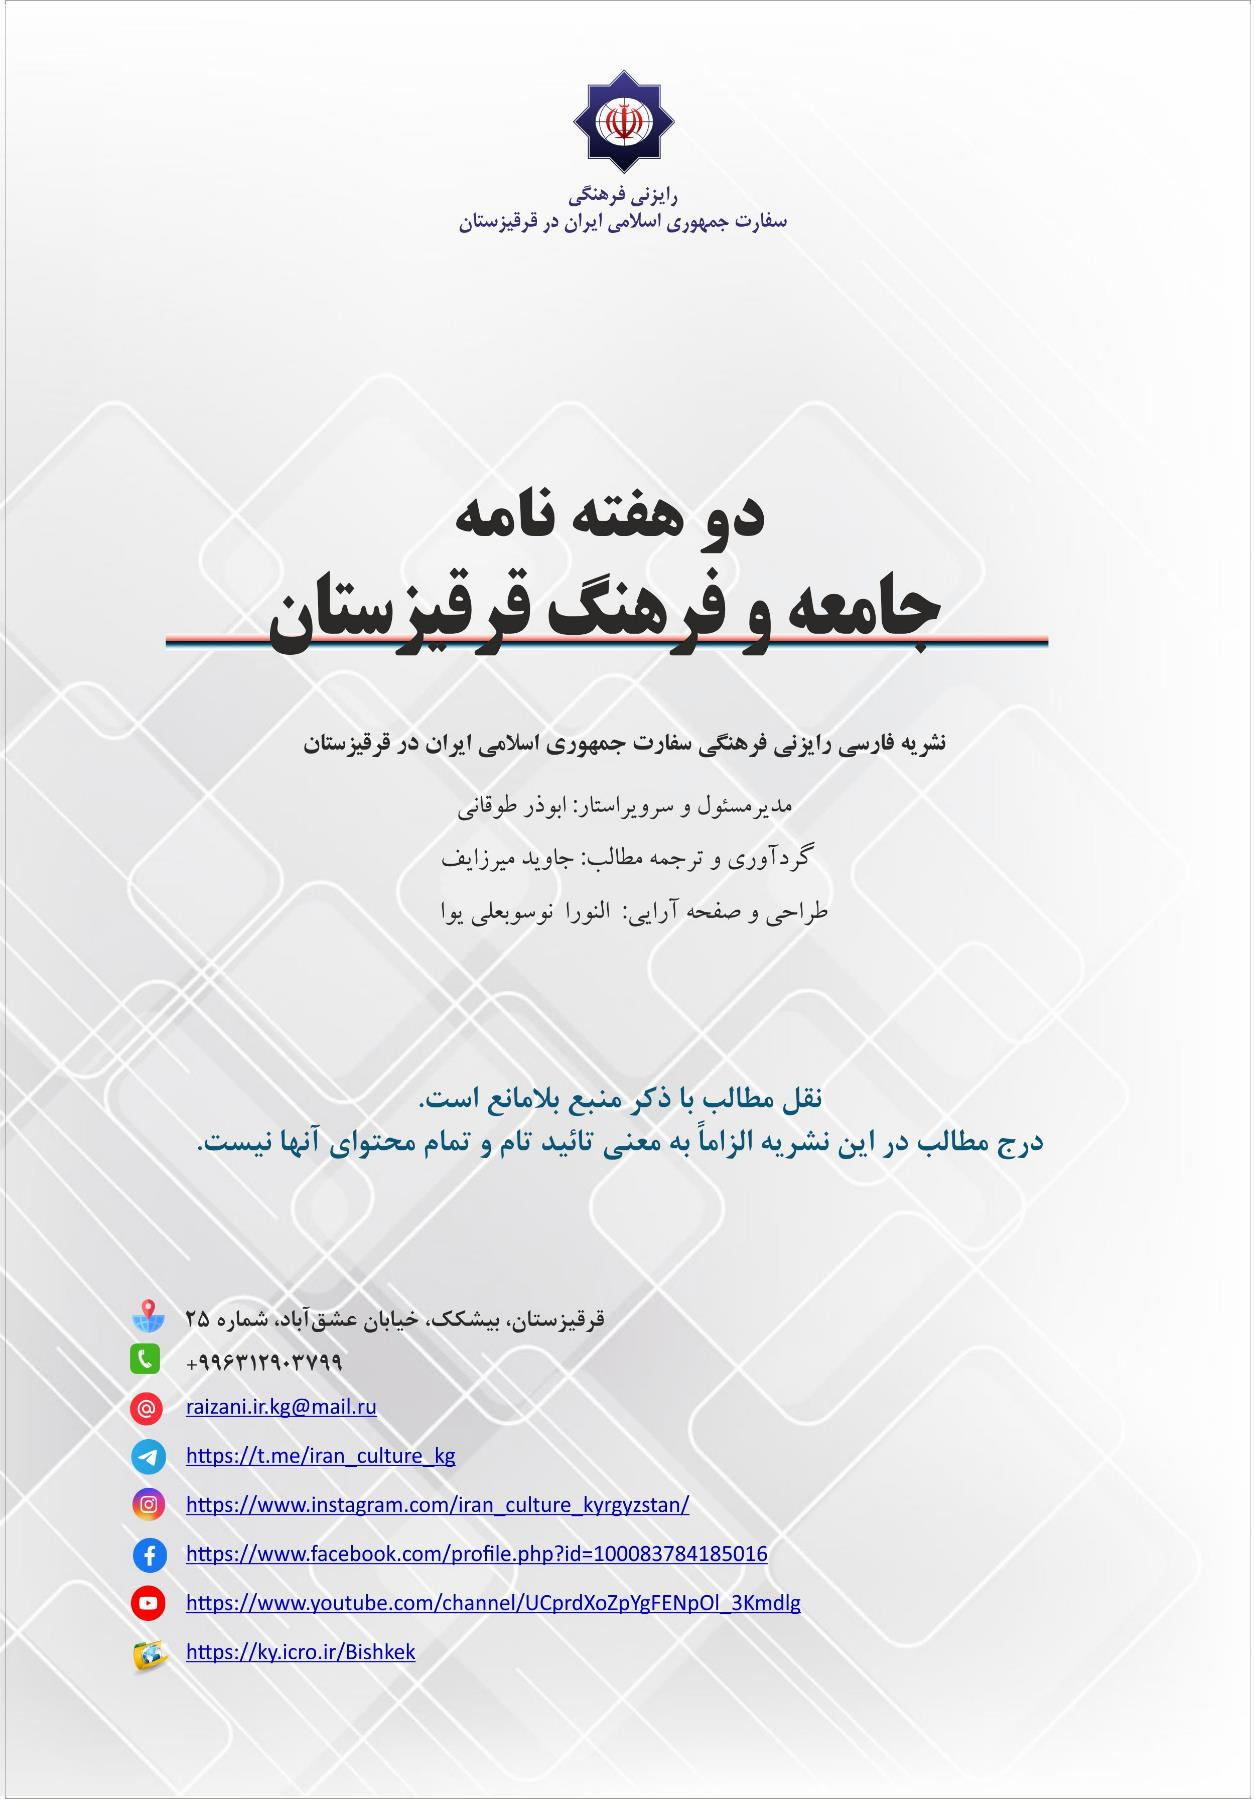 رایزنی فرهنگی
سفارت جمهوری اسلامی ایران در قرقیزستان
دو هفته نامه
جامعه و فرهنگ قرقیزستان
نشریه فارسی رایزنی فرهنگی سفارت جمهوری اسلامی ایران در قرقیزستان
مدیرمسئول و سرویراستار: ابوذر طوقانی
گردآوری و ترجمه مطالب: جاوید میرزایف
طراحی و صفحه آرایی: النورا نوسوبعلی یوا
نقل مطالب با ذکر منبع بلامانع است.
درج مطالب در این نشریه الزاماً به معنی تائید تام و تمام محتوای آنها نیست.
قرقیزستان، بیشکک، خیابان عشق‌آباد، شماره ۲۵
+۹۹۶۳۱۲۹۰۳۷۹۹
raizani.ir.kg@mail.ru
https://t.me/iran_culture_kg
https://www.instagram.com/iran_culture_kyrgyzstan/
https://www.facebook.com/profile.php?id=100083784185016
https://www.youtube.com/channel/UCprdXoZpYgFENpOl_3Kmdlg
https://ky.icro.ir/Bishkek